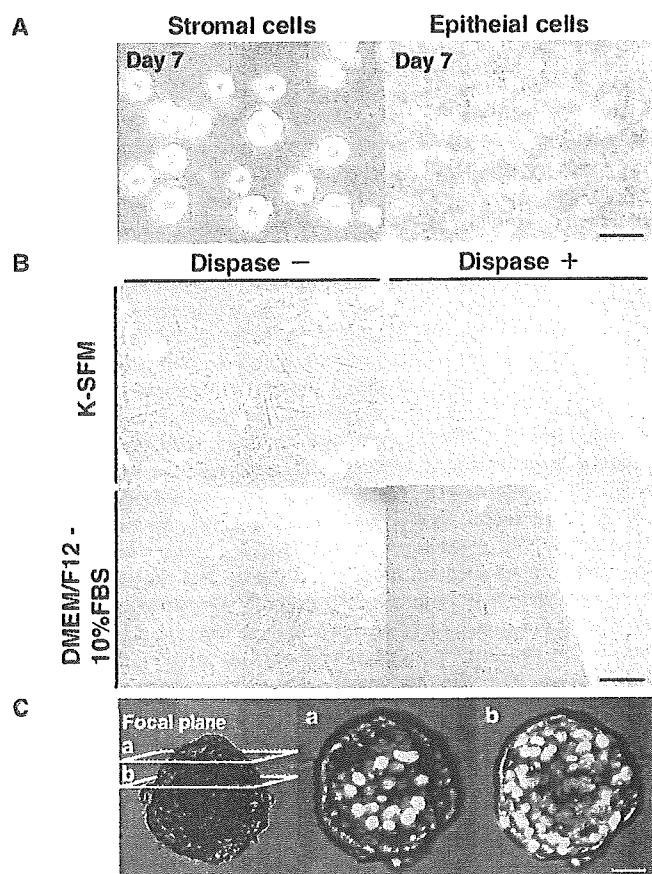 A
Stromal cells
Epitheial cells
Day 7
Day 7
B
Dispase –
Dispase +
K-SFM
DMEM/F12 -
10%FBS
C
Focal plane
a
b
a
b